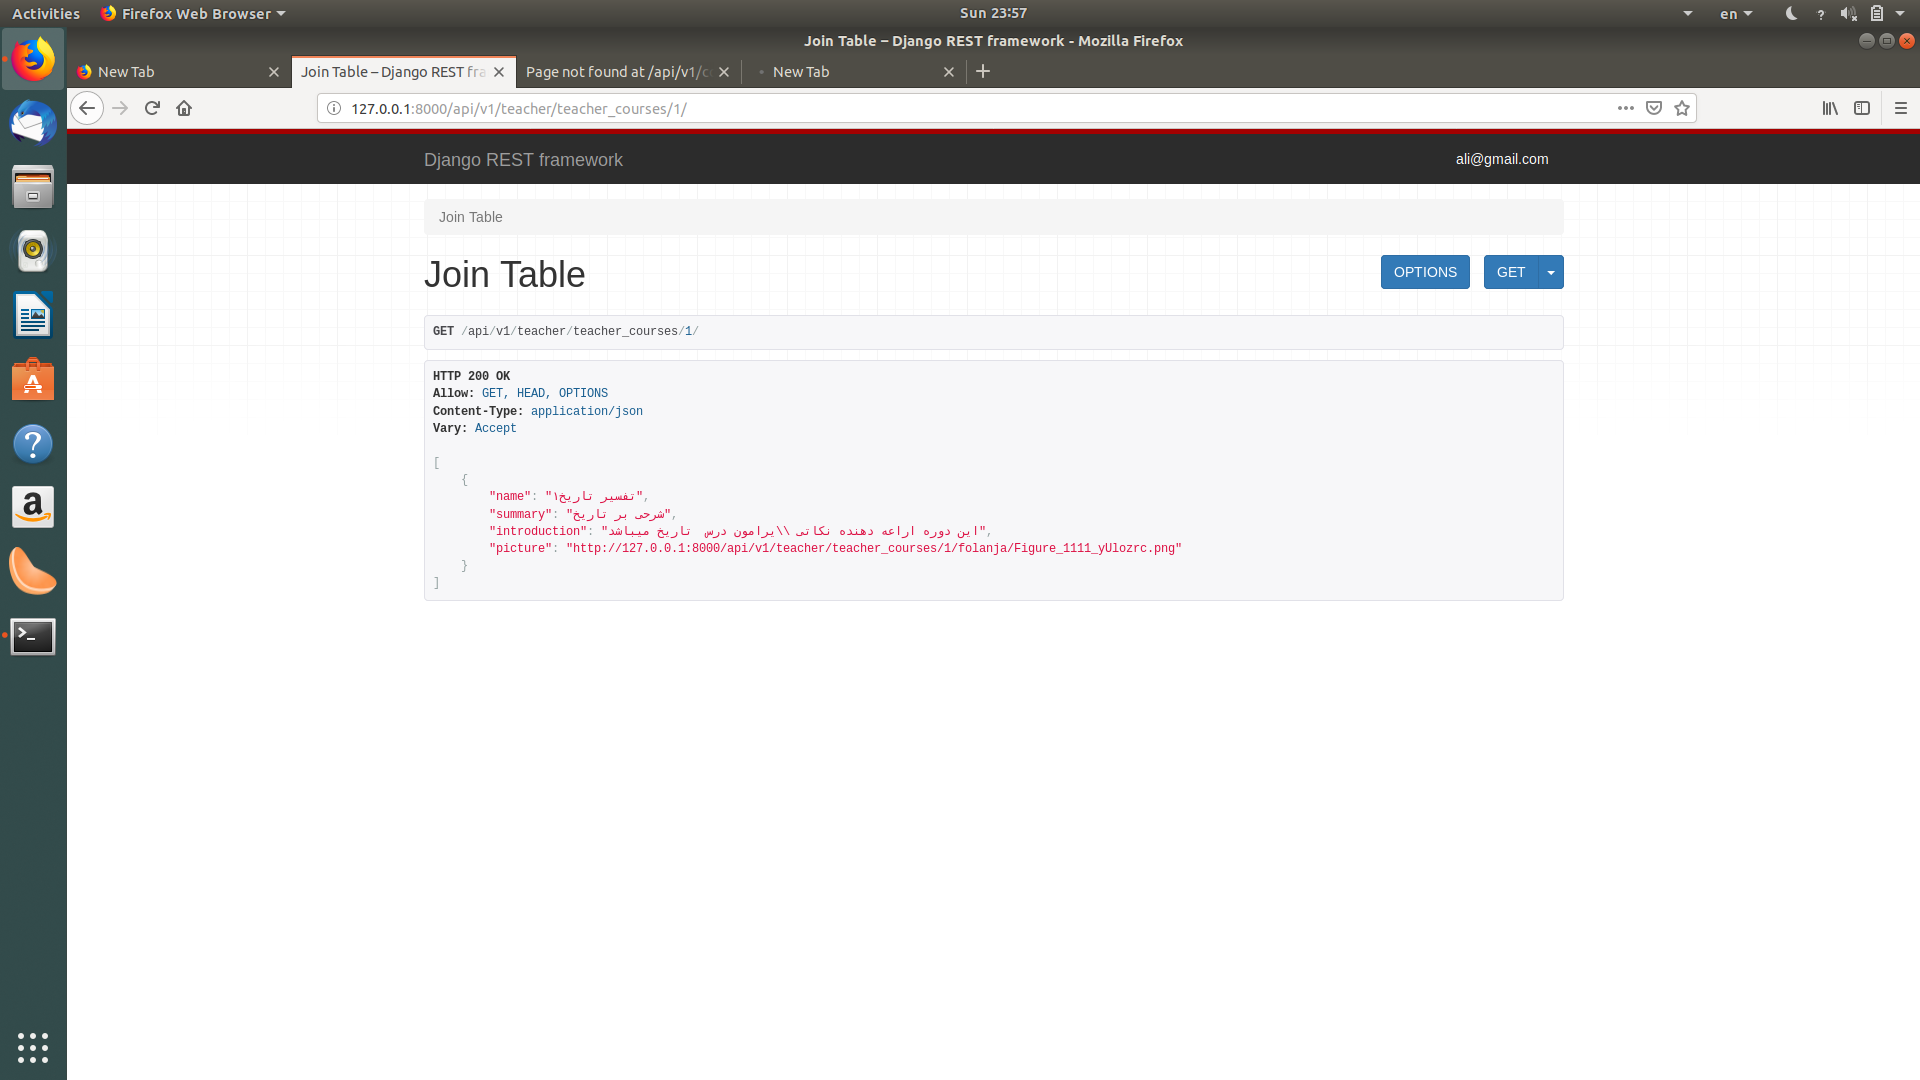 Activities
Firefox Web Browser
Sun 23:57
en
Join Table – Django REST framework - Mozilla Firefox
New Tab
Join Table – Django REST fra
Page not found at /api/v1/c
New Tab
127.0.0.1:8000/api/v1/teacher/teacher_courses/1/
Django REST framework
ali@gmail.com
Join Table
Join Table
OPTIONS
GET
GET /api/v1/teacher/teacher_courses/1/
HTTP 200 OK
Allow: GET, HEAD, OPTIONS
Content-Type: application/json
Vary: Accept
[
{
"name": "تفسیر تاریخ۱",
"summary": "شرحی بر تاریخ",
"introduction": "این دوره اراعه دهنده نکاتی \\یرامون درس  تاریخ میباشد",
"picture": "http://127.0.0.1:8000/api/v1/teacher/teacher_courses/1/folanja/Figure_1111_yUlozrc.png"
}
]